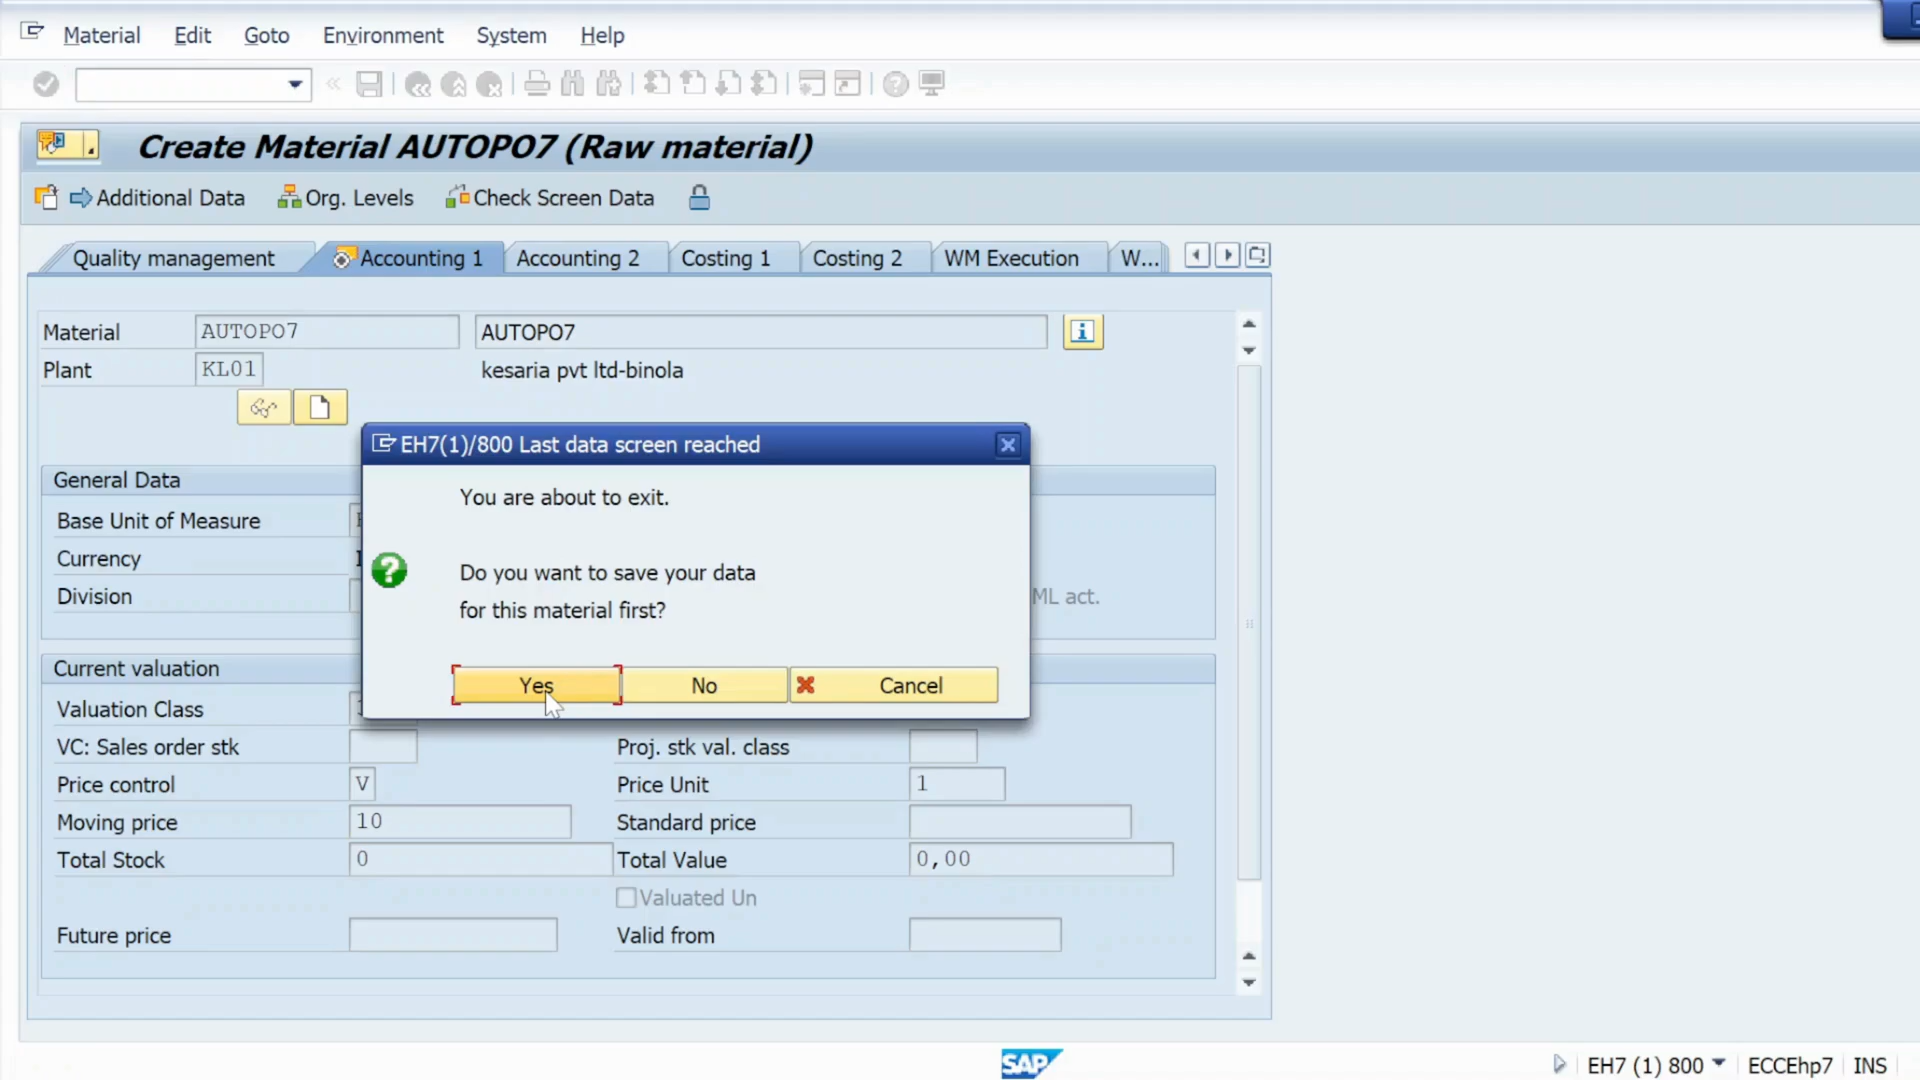 Material Edit Goto Environment System Help
Create Material AUTOPO7 (Raw material)
Additional Data Org. Levels Check Screen Data
Quality management Accounting 1 Accounting 2 Costing 1 Costing 2 WM Execution W...
Material AUTOPO7 AUTOPO7
Plant KL01 kesaria pvt ltd-binola
EH7(1)/800 Last data screen reached
You are about to exit.
Do you want to save your data
for this material first?
Yes No Cancel
General Data
Base Unit of Measure
Currency
Division ML act.
Current valuation
Valuation Class
VC: Sales order stk Proj. stk val. class
Price control V Price Unit 1
Moving price 10 Standard price
Total Stock 0 Total Value 0,00
Valuated Un
Future price Valid from
SAP EH7 (1) 800 ECCEhp7 INS